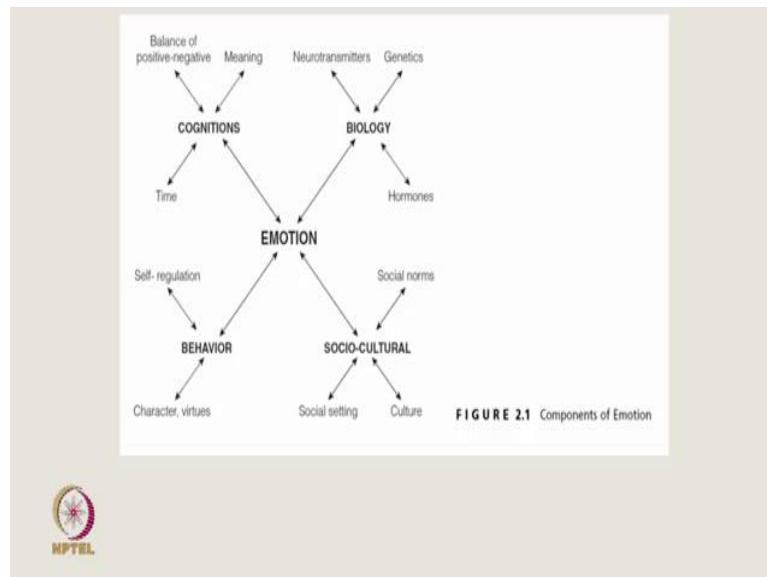 Balance of
positive-negative
Meaning
Neurotransmitters
Genetics
COGNITIONS
BIOLOGY
Time
Hormones
EMOTION
Self- regulation
Social norms
BEHAVIOR
SOCIO-CULTURAL
Character, virtues
Social setting
Culture
FIGURE 2.1 Components of Emotion
NPTEL